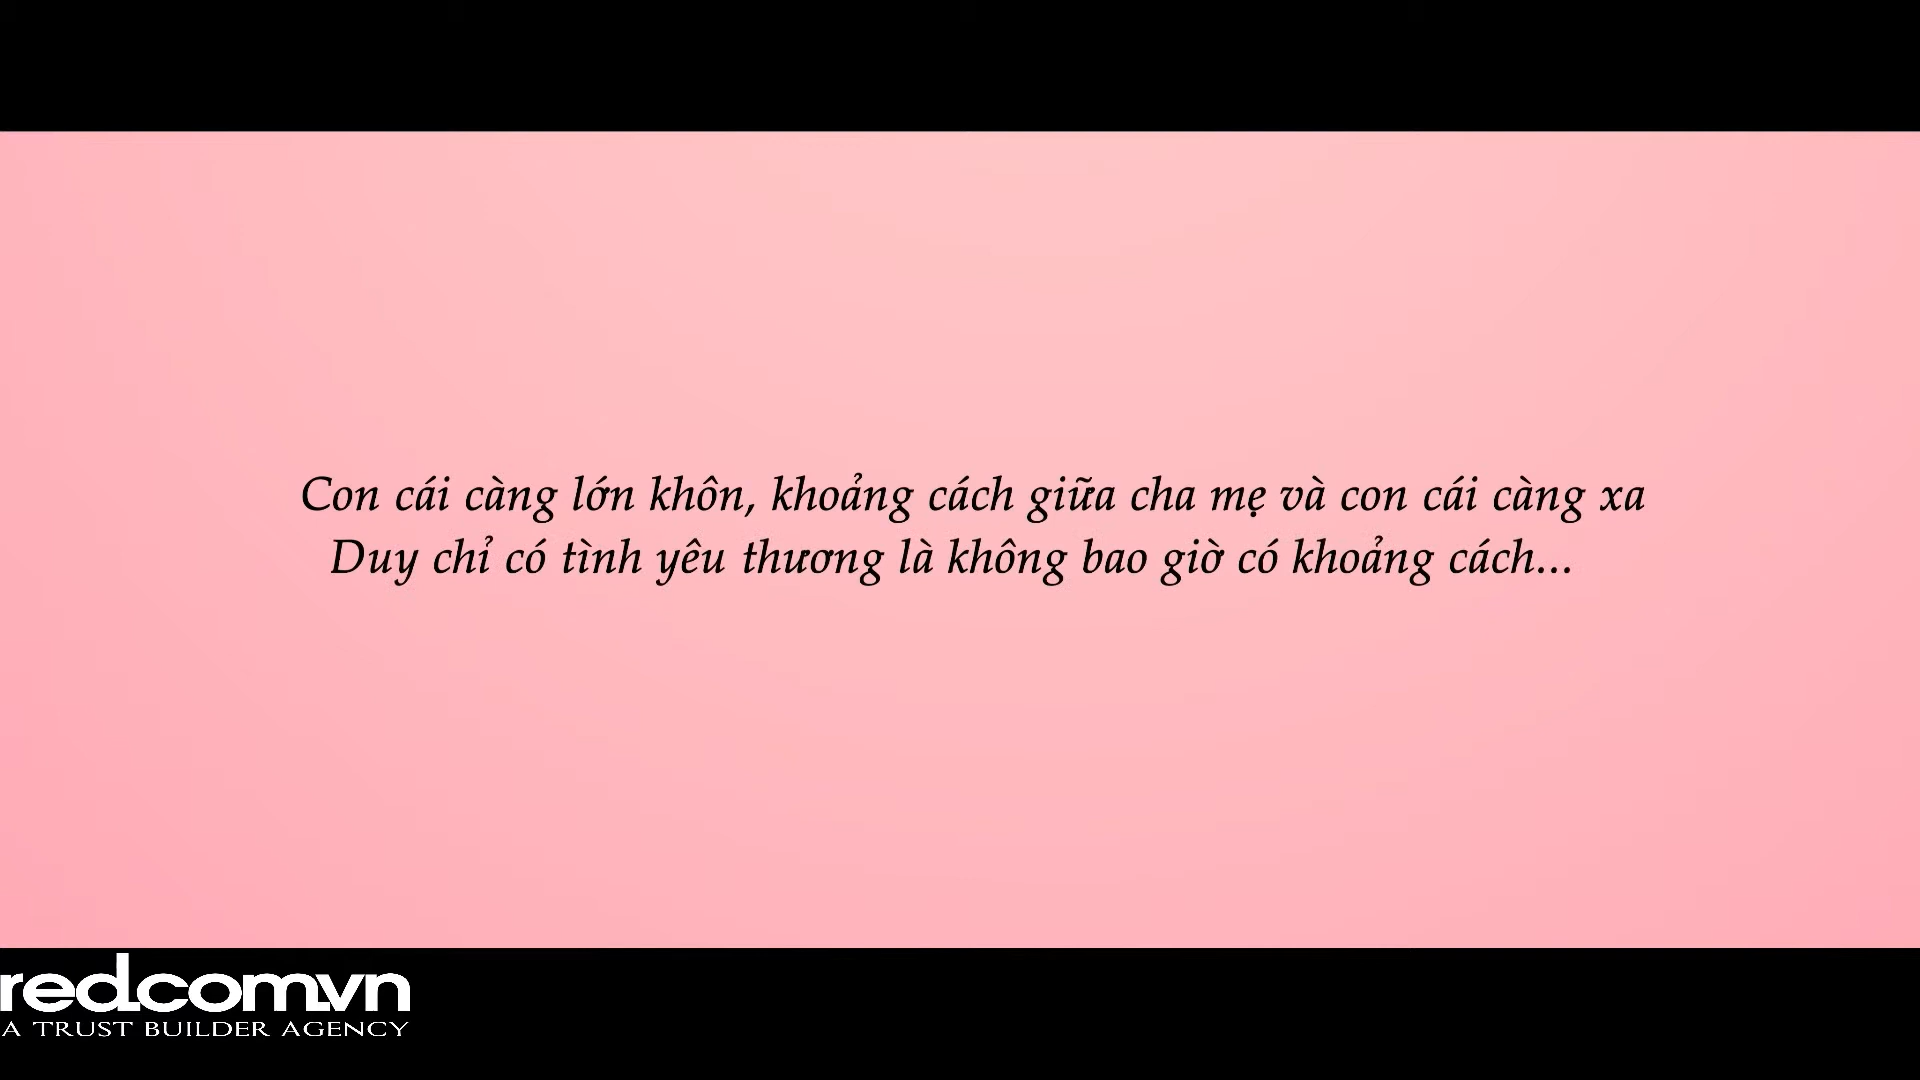 Con cái càng lớn khôn, khoảng cách giữa cha mẹ và con cái càng xa
Duy chỉ có tình yêu thương là không bao giờ có khoảng cách...
redcom.vn
A TRUST BUILDER AGENCY